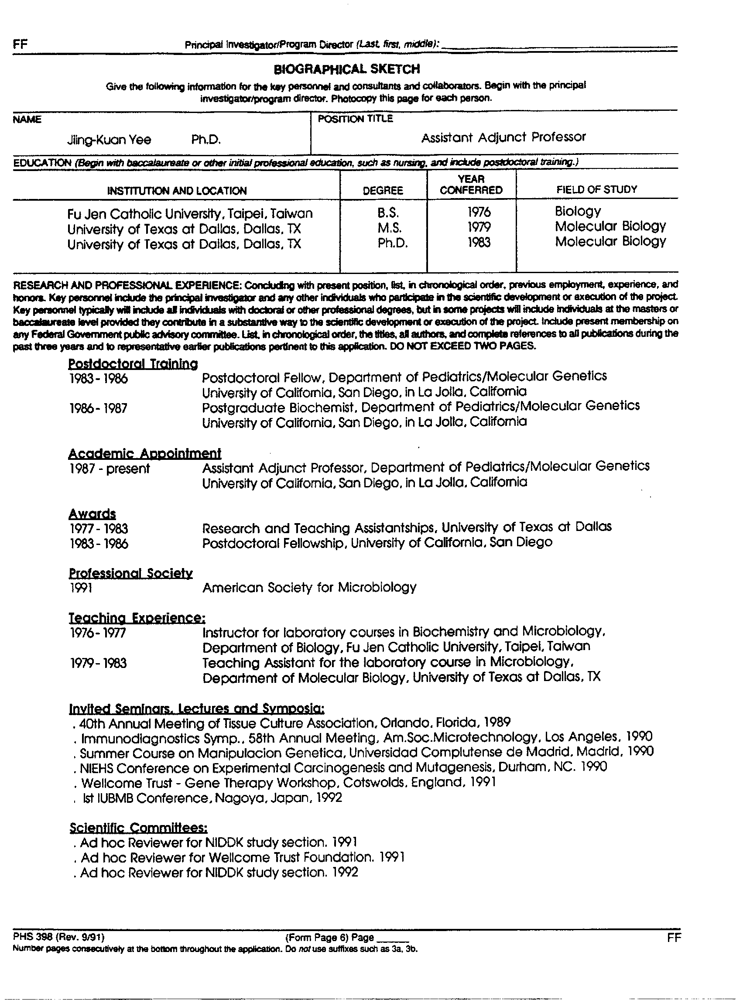 FF
Principal Investigator/Program Director (Last, first, middle):
BIOGRAPHICAL SKETCH
Give the following information for the key personnel and consultants and collaborators. Begin with the principal
investigator/program director. Photocopy this page for each person.
NAME
POSITION TITLE
Jiing-Kuan Yee Ph.D.
Assistant Adjunct Professor
EDUCATION (Begin with baccalaureate or other initial professional education, such as nursing, and include postdoctoral training.)
INSTITUTION AND LOCATION DEGREE YEAR CONFERRED FIELD OF STUDY
Fu Jen Catholic University, Taipei, Taiwan B.S. 1976 Biology
University of Texas at Dallas, Dallas, TX M.S. 1979 Molecular Biology
University of Texas at Dallas, Dallas, TX Ph.D. 1983 Molecular Biology
RESEARCH AND PROFESSIONAL EXPERIENCE: Concluding with present position, list, in chronological order, previous employment, experience, and
honors. Key personnel include the principal investigator and any other individuals who participate in the scientific development or execution of the project.
Key personnel typically will include all individuals with doctoral or other professional degrees, but in some projects will include individuals at the masters or
baccalaureate level provided they contribute in a substantive way to the scientific development or execution of the project. Include present membership on
any Federal Government public advisory committee. List, in chronological order, the titles, all authors, and complete references to all publications during the
past three years and to representative earlier publications pertinent to this application. DO NOT EXCEED TWO PAGES.
Postdoctoral Training
1983 - 1986 Postdoctoral Fellow, Department of Pediatrics/Molecular Genetics
University of California, San Diego, in La Jolla, California
1986 - 1987 Postgraduate Biochemist, Department of Pediatrics/Molecular Genetics
University of California, San Diego, in La Jolla, California
Academic Appointment
1987 - present Assistant Adjunct Professor, Department of Pediatrics/Molecular Genetics
University of California, San Diego, in La Jolla, California
Awards
1977 - 1983 Research and Teaching Assistantships, University of Texas at Dallas
1983 - 1986 Postdoctoral Fellowship, University of California, San Diego
Professional Society
1991 American Society for Microbiology
Teaching Experience:
1976 - 1977 Instructor for laboratory courses in Biochemistry and Microbiology,
Department of Biology, Fu Jen Catholic University, Taipei, Taiwan
1979 - 1983 Teaching Assistant for the laboratory course in Microbiology,
Department of Molecular Biology, University of Texas at Dallas, TX
Invited Seminars, Lectures and Symposia:
. 40th Annual Meeting of Tissue Culture Association, Orlando, Florida, 1989
. Immunodiagnostics Symp., 58th Annual Meeting, Am.Soc.Microtechnology, Los Angeles, 1990
. Summer Course on Manipulacion Genetica, Universidad Complutense de Madrid, Madrid, 1990
. NIEHS Conference on Experimental Carcinogenesis and Mutagenesis, Durham, NC. 1990
. Wellcome Trust - Gene Therapy Workshop, Cotswolds, England, 1991
. Ist IUBMB Conference, Nagoya, Japan, 1992
Scientific Committees:
. Ad hoc Reviewer for NIDDK study section. 1991
. Ad hoc Reviewer for Wellcome Trust Foundation. 1991
. Ad hoc Reviewer for NIDDK study section. 1992
PHS 398 (Rev. 9/91) (Form Page 6) Page FF
Number pages consecutively at the bottom throughout the application. Do not use suffixes such as 3a, 3b.